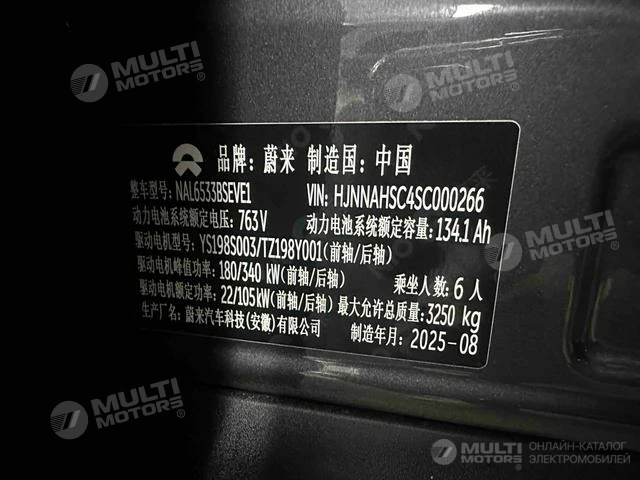 MULTI MOTORS
MULTI MOTORS
品牌: 蔚来 制造国: 中国
整车型号: NAL6533BSEVE1 VIN: HJNNAHSC4SC000266
动力电池系统额定电压: 763V 动力电池系统额定容量: 134.1 Ah
驱动电机型号: YS198S003/TZ198Y001(前轴/后轴)
驱动电机峰值功率: 180/340 kW(前轴/后轴) 乘坐人数: 6 人
驱动电机额定功率: 22/105kW(前轴/后轴) 最大允许总质量: 3250 kg
生产厂名: 蔚来汽车科技(安徽)有限公司 制造年月: 2025-08
MULTI MOTORS
MULTI MOTORS
ОНЛАЙН-КАТАЛОГ
ЭЛЕКТРОМОБИЛЕЙ